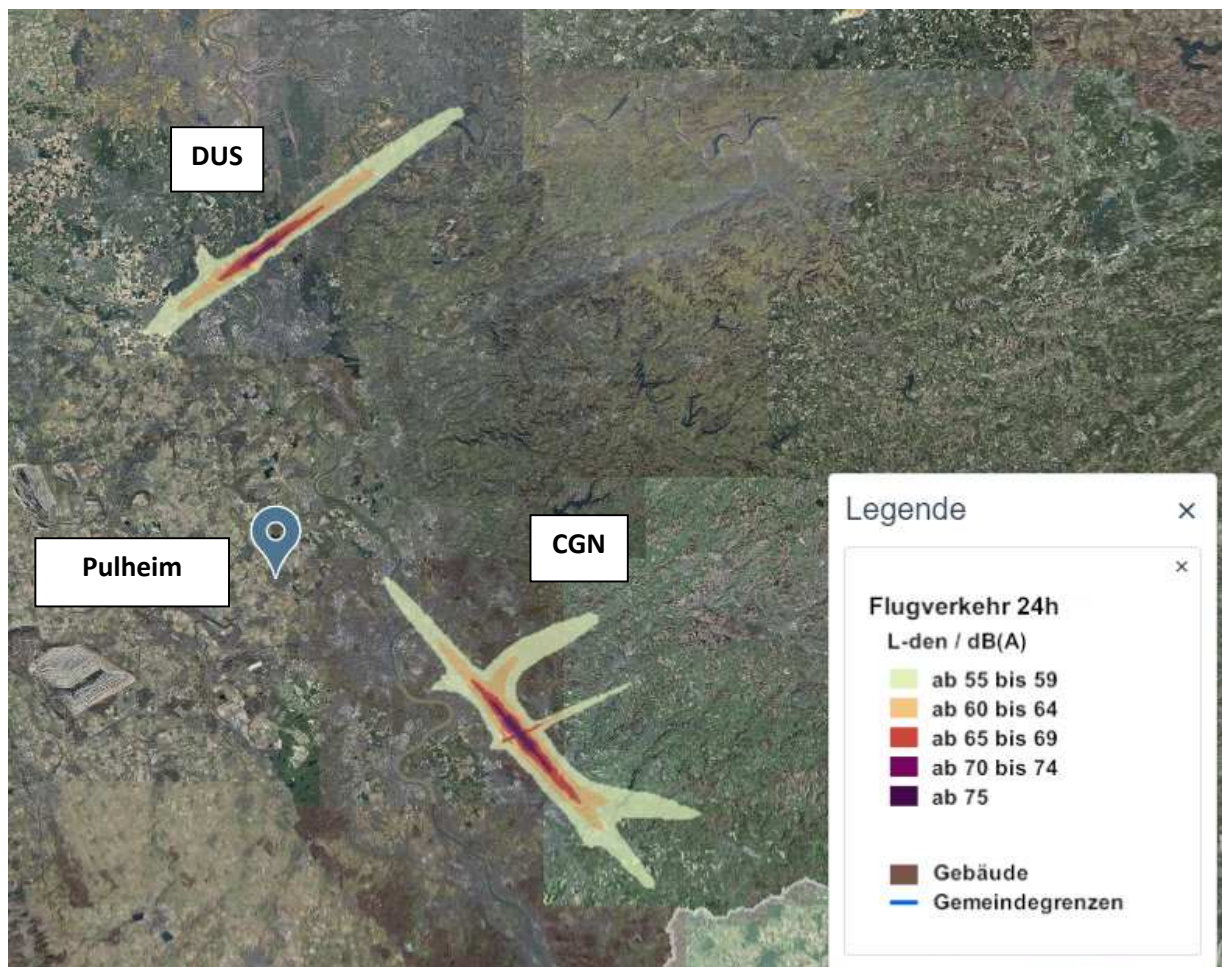 DUS
Pulheim
CGN
Legende
Flugverkehr 24h
L-den / dB(A)
ab 55 bis 59
ab 60 bis 64
ab 65 bis 69
ab 70 bis 74
ab 75
Gebäude
Gemeindegrenzen